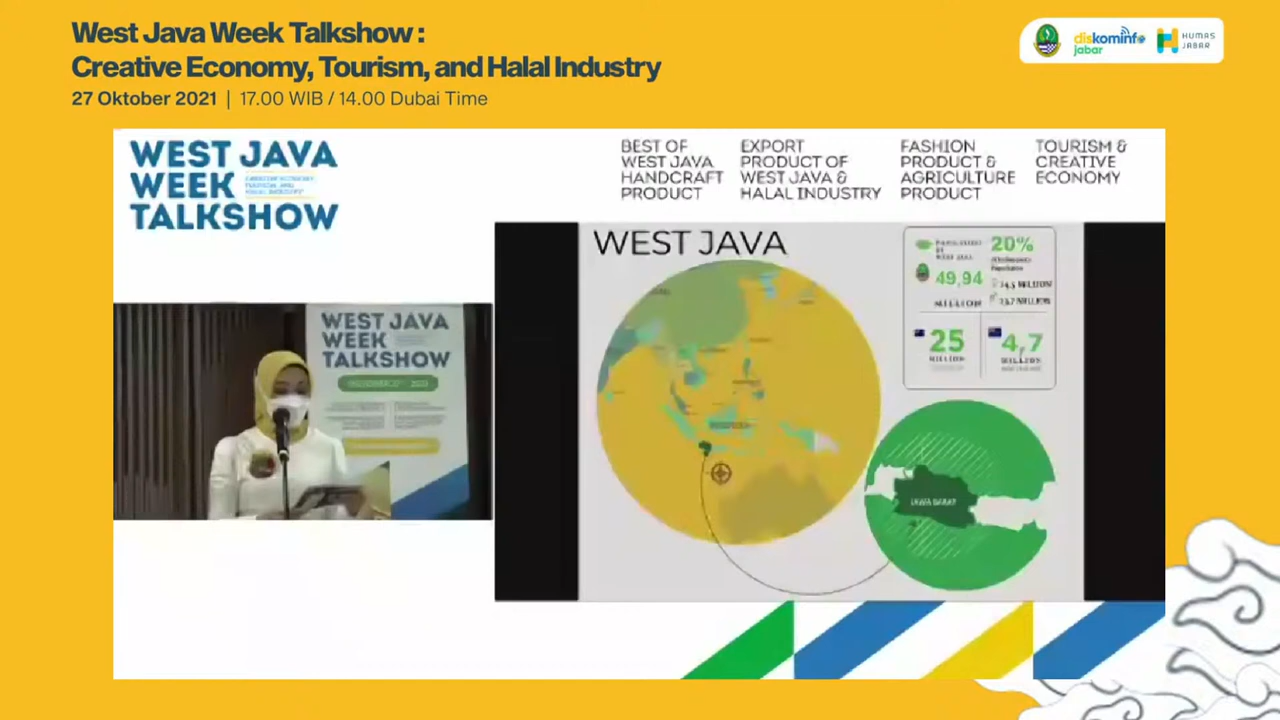 West Java Week Talkshow :
Creative Economy, Tourism, and Halal Industry
27 Oktober 2021 | 17.00 WIB / 14.00 Dubai Time
diskominfo
jabar
HUMAS
JABAR
WEST JAVA
WEEK
TALKSHOW
BEST OF
WEST JAVA
HANDCRAFT
PRODUCT
EXPORT
PRODUCT OF
WEST JAVA &
HALAL INDUSTRY
FASHION
PRODUCT &
AGRICULTURE
PRODUCT
TOURISM &
CREATIVE
ECONOMY
WEST JAVA
WEEK
TALKSHOW
WEST JAVA
20%
49,94
MILLION
25
MILLION
4,7
MILLION
JAWA BARAT